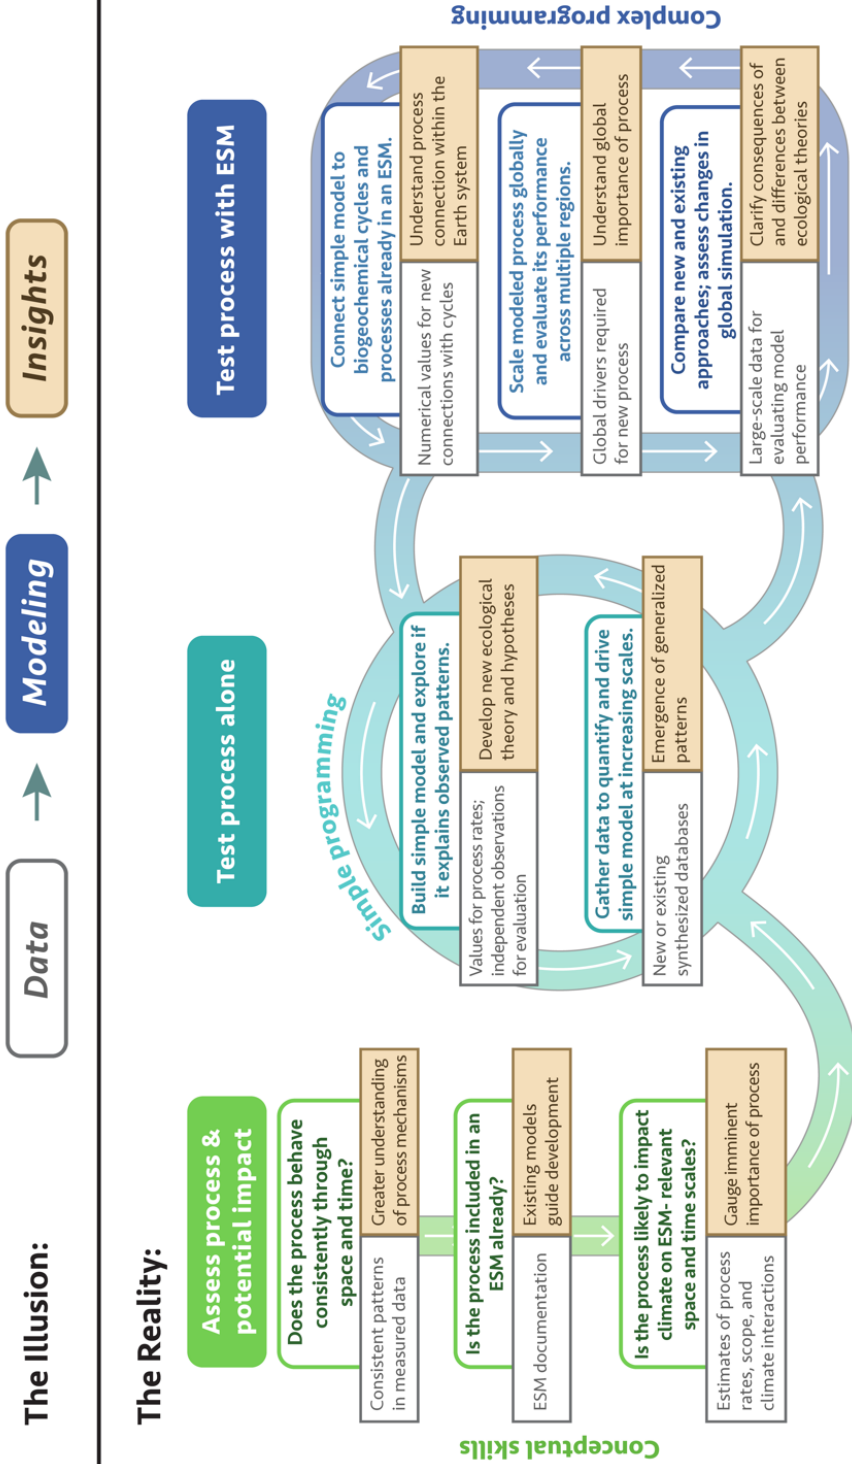 The Illusion:
Data
Modeling
Insights
The Reality:
Conceptual skills
Assess process &
potential impact
Does the process behave
consistently through
space and time?
Consistent patterns
in measured data
Greater understanding
of process mechanisms
Is the process included in an
ESM already?
ESM documentation
Existing models
guide development
Is the process likely to impact
climate on ESM- relevant
space and time scales?
Estimates of process
rates, scope, and
climate interactions
Gauge imminent
importance of process
Test process alone
Simple programming
Build simple model and explore if
it explains observed patterns.
Values for process rates;
independent observations
for evaluation
Develop new ecological
theory and hypotheses
Gather data to quantify and drive
simple model at increasing scales.
New or existing
synthesized databases
Emergence of generalized
patterns
Test process with ESM
Connect simple model to
biogeochemical cycles and
processes already in an ESM.
Numerical values for new
connections with cycles
Understand process
connection within the
Earth system
Scale modeled process globally
and evaluate its performance
across multiple regions.
Global drivers required
for new process
Understand global
importance of process
Compare new and existing
approaches; assess changes in
global simulation.
Large-scale data for
evaluating model
performance
Clarify consequences of
and differences between
ecological theories
Complex programming